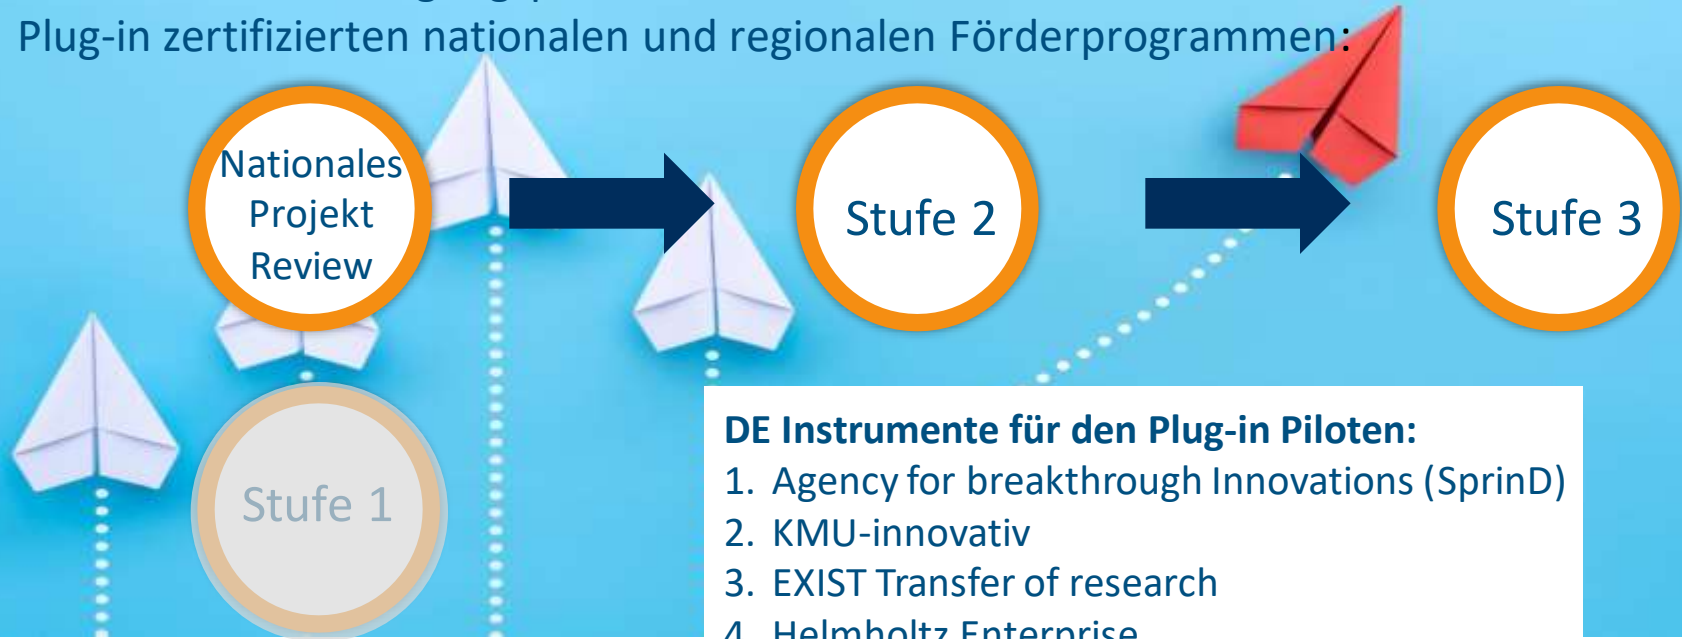 Plug-in zertifizierten nationalen und regionalen Förderprogrammen:
Nationales
Projekt
Review
Stufe 2
Stufe 3
Stufe 1
DE Instrumente für den Plug-in Piloten:
1. Agency for breakthrough Innovations (SprinD)
2. KMU-innovativ
3. EXIST Transfer of research
4. Helmholtz Enterprise